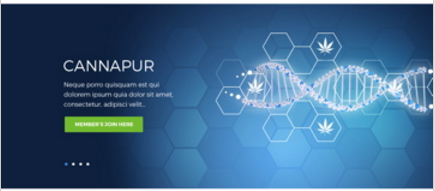 CANNAPUR
Neque porro quisquam est qui
dolorem ipsum quia dolor sit amet,
consectetur, adipisci velit...
MEMBER'S JOIN HERE